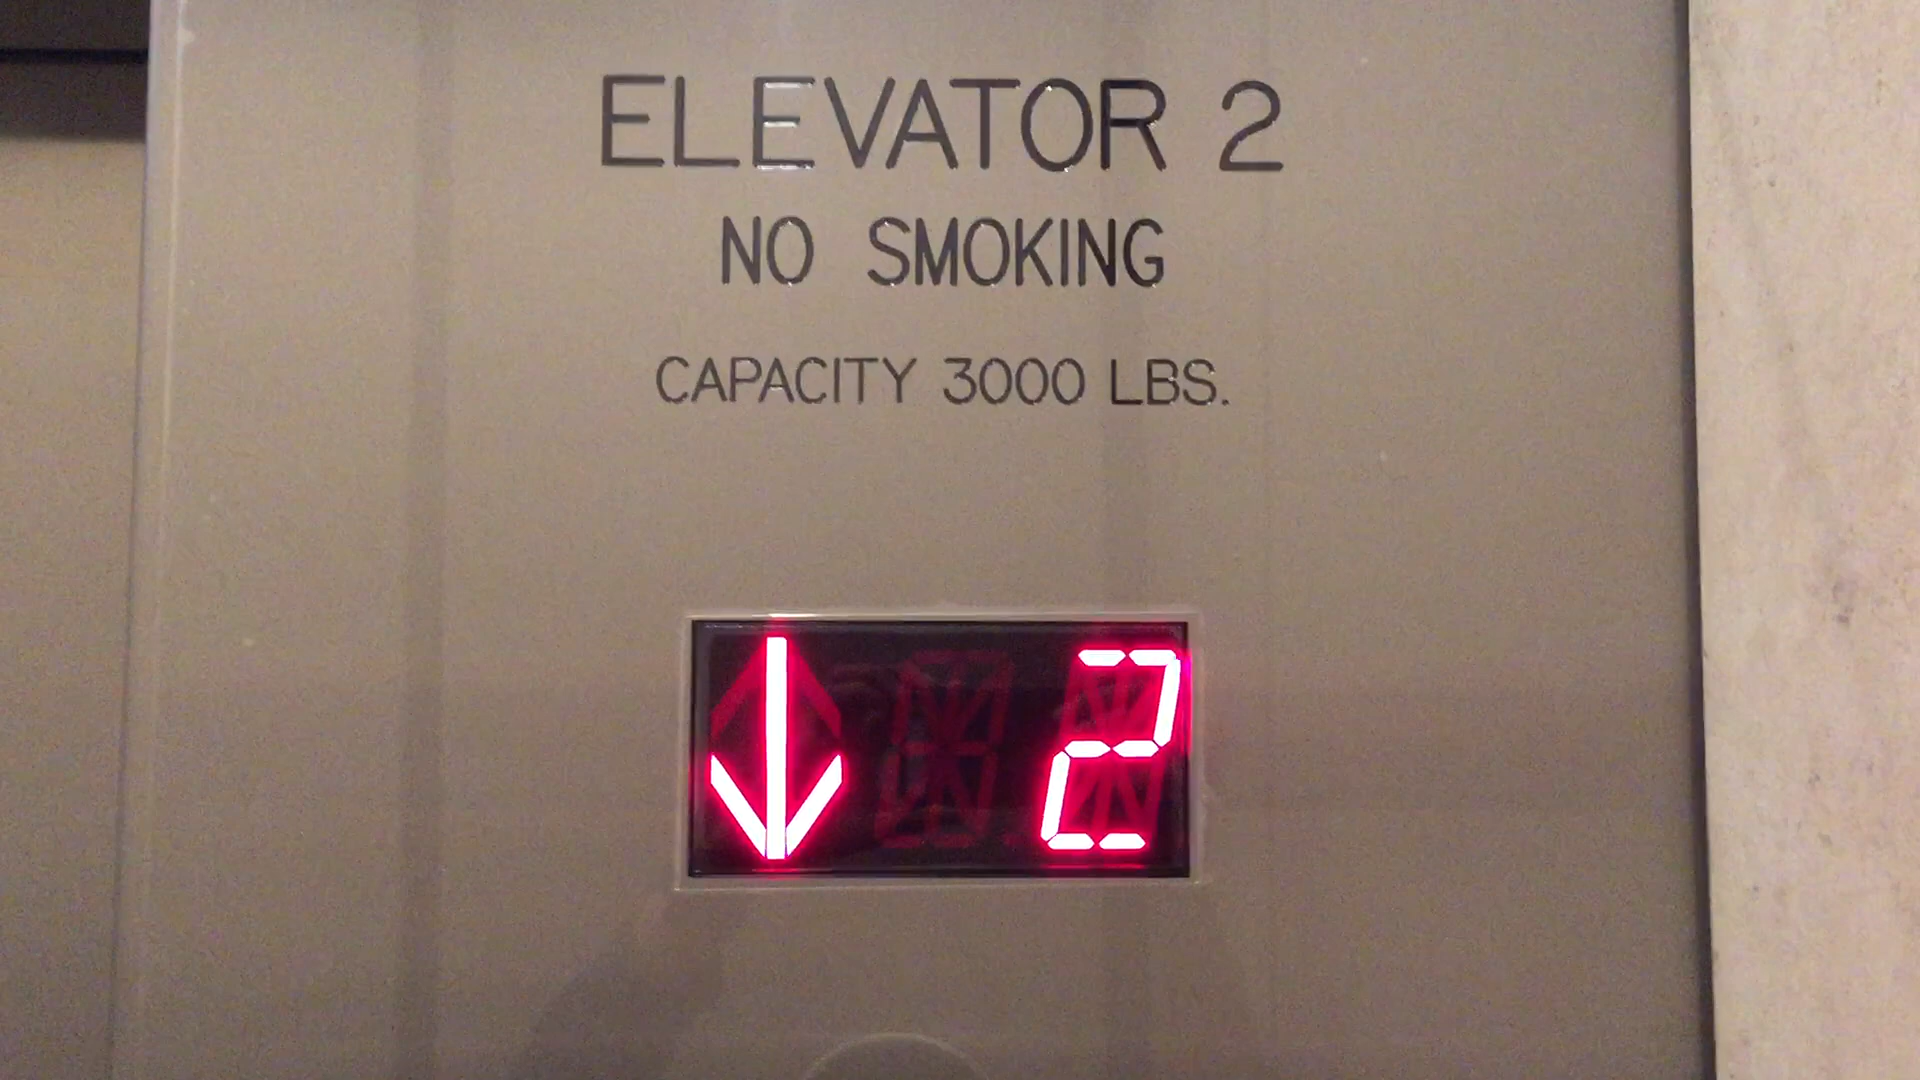 ELEVATOR 2
NO SMOKING
CAPACITY 3000 LBS.
↓ 2